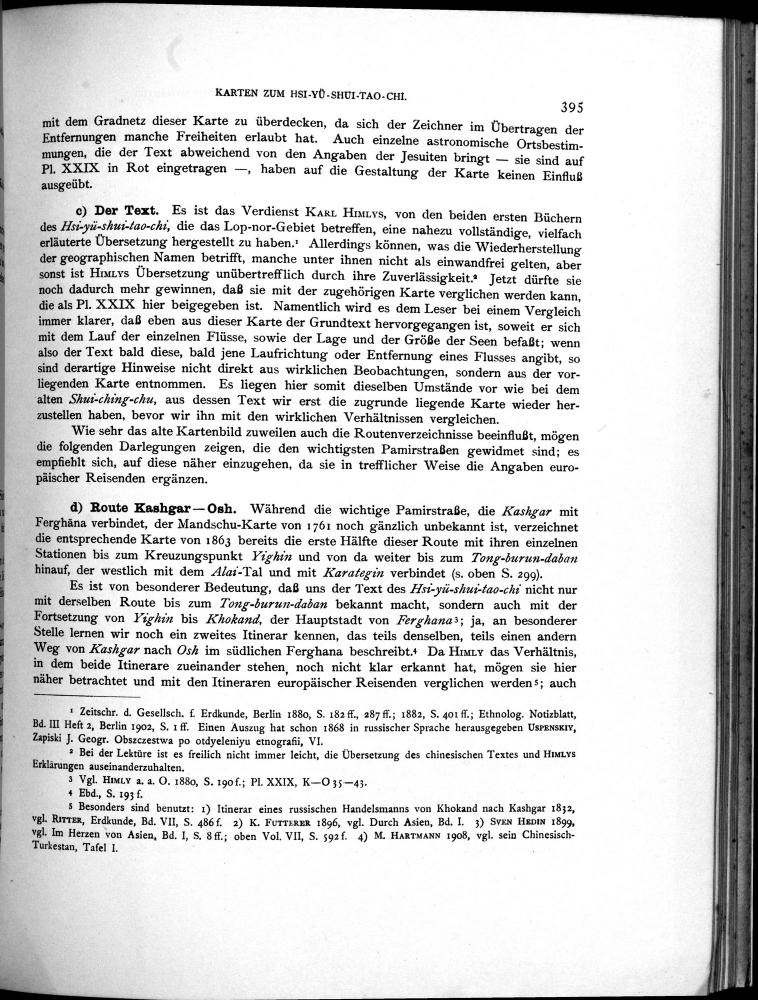 KARTEN ZUM HSI-YÜ-SHUI-TAO-CHI.
395
mit dem Gradnetz dieser Karte zu überdecken, da sich der Zeichner im Übertragen der
Entfernungen manche Freiheiten erlaubt hat. Auch einzelne astronomische Ortsbestim-
mungen, die der Text abweichend von den Angaben der Jesuiten bringt — sie sind auf
Pl. XXIX in Rot eingetragen —, haben auf die Gestaltung der Karte keinen Einfluß
ausgeübt.
c) Der Text. Es ist das Verdienst KARL HIMLYS, von den beiden ersten Büchern
des Hsi-yü-shui-tao-chi, die das Lop-nor-Gebiet betreffen, eine nahezu vollständige, vielfach
erläuterte Übersetzung hergestellt zu haben.¹ Allerdings können, was die Wiederherstellung
der geographischen Namen betrifft, manche unter ihnen nicht als einwandfrei gelten, aber
sonst ist HIMLYS Übersetzung unübertrefflich durch ihre Zuverlässigkeit.² Jetzt dürfte sie
noch dadurch mehr gewinnen, daß sie mit der zugehörigen Karte verglichen werden kann,
die als Pl. XXIX hier beigegeben ist. Namentlich wird es dem Leser bei einem Vergleich
immer klarer, daß eben aus dieser Karte der Grundtext hervorgegangen ist, soweit er sich
mit dem Lauf der einzelnen Flüsse, sowie der Lage und der Größe der Seen befaßt; wenn
also der Text bald diese, bald jene Laufrichtung oder Entfernung eines Flusses angibt, so
sind derartige Hinweise nicht direkt aus wirklichen Beobachtungen, sondern aus der vor-
liegenden Karte entnommen. Es liegen hier somit dieselben Umstände vor wie bei dem
alten Shui-ching-chu, aus dessen Text wir erst die zugrunde liegende Karte wieder her-
zustellen haben, bevor wir ihn mit den wirklichen Verhältnissen vergleichen.
Wie sehr das alte Kartenbild zuweilen auch die Routenverzeichnisse beeinflußt, mögen
die folgenden Darlegungen zeigen, die den wichtigsten Pamirstraßen gewidmet sind; es
empfiehlt sich, auf diese näher einzugehen, da sie in trefflicher Weise die Angaben euro-
päischer Reisenden ergänzen.
d) Route Kashgar—Osh. Während die wichtige Pamirstraße, die Kashgar mit
Ferghāna verbindet, der Mandschu-Karte von 1761 noch gänzlich unbekannt ist, verzeichnet
die entsprechende Karte von 1863 bereits die erste Hälfte dieser Route mit ihren einzelnen
Stationen bis zum Kreuzungspunkt Yighin und von da weiter bis zum Tong-burun-daban
hinauf, der westlich mit dem Alai-Tal und mit Karategin verbindet (s. oben S. 299).
Es ist von besonderer Bedeutung, daß uns der Text des Hsi-yü-shui-tao-chi nicht nur
mit derselben Route bis zum Tong-burun-daban bekannt macht, sondern auch mit der
Fortsetzung von Yighin bis Khokand, der Hauptstadt von Ferghana³; ja, an besonderer
Stelle lernen wir noch ein zweites Itinerar kennen, das teils denselben, teils einen andern
Weg von Kashgar nach Osh im südlichen Ferghana beschreibt.⁴ Da HIMLY das Verhältnis,
in dem beide Itinerare zueinander stehen, noch nicht klar erkannt hat, mögen sie hier
näher betrachtet und mit den Itineraren europäischer Reisenden verglichen werden⁵; auch
¹ Zeitschr. d. Gesellsch. f. Erdkunde, Berlin 1880, S. 182 ff., 287 ff.; 1882, S. 401 ff.; Ethnolog. Notizblatt,
Bd. III Heft 2, Berlin 1902, S. 1 ff. Einen Auszug hat schon 1868 in russischer Sprache herausgegeben USPENSKIY,
Zapiski J. Geogr. Obszczestwa po otdyeleniyu etnografii, VI.
² Bei der Lektüre ist es freilich nicht immer leicht, die Übersetzung des chinesischen Textes und HIMLYS
Erklärungen auseinanderzuhalten.
³ Vgl. HIMLY a. a. O. 1880, S. 190 f.; Pl. XXIX, K—O 35—43.
⁴ Ebd., S. 193 f.
⁵ Besonders sind benutzt: 1) Itinerar eines russischen Handelsmanns von Khokand nach Kashgar 1832,
vgl. RITTER, Erdkunde, Bd. VII, S. 486 f. 2) K. FUTTERER 1896, vgl. Durch Asien, Bd. I. 3) SVEN HEDIN 1899,
vgl. Im Herzen von Asien, Bd. I, S. 8 ff.; oben Vol. VII, S. 592 f. 4) M. HARTMANN 1908, vgl. sein Chinesisch-
Turkestan, Tafel I.